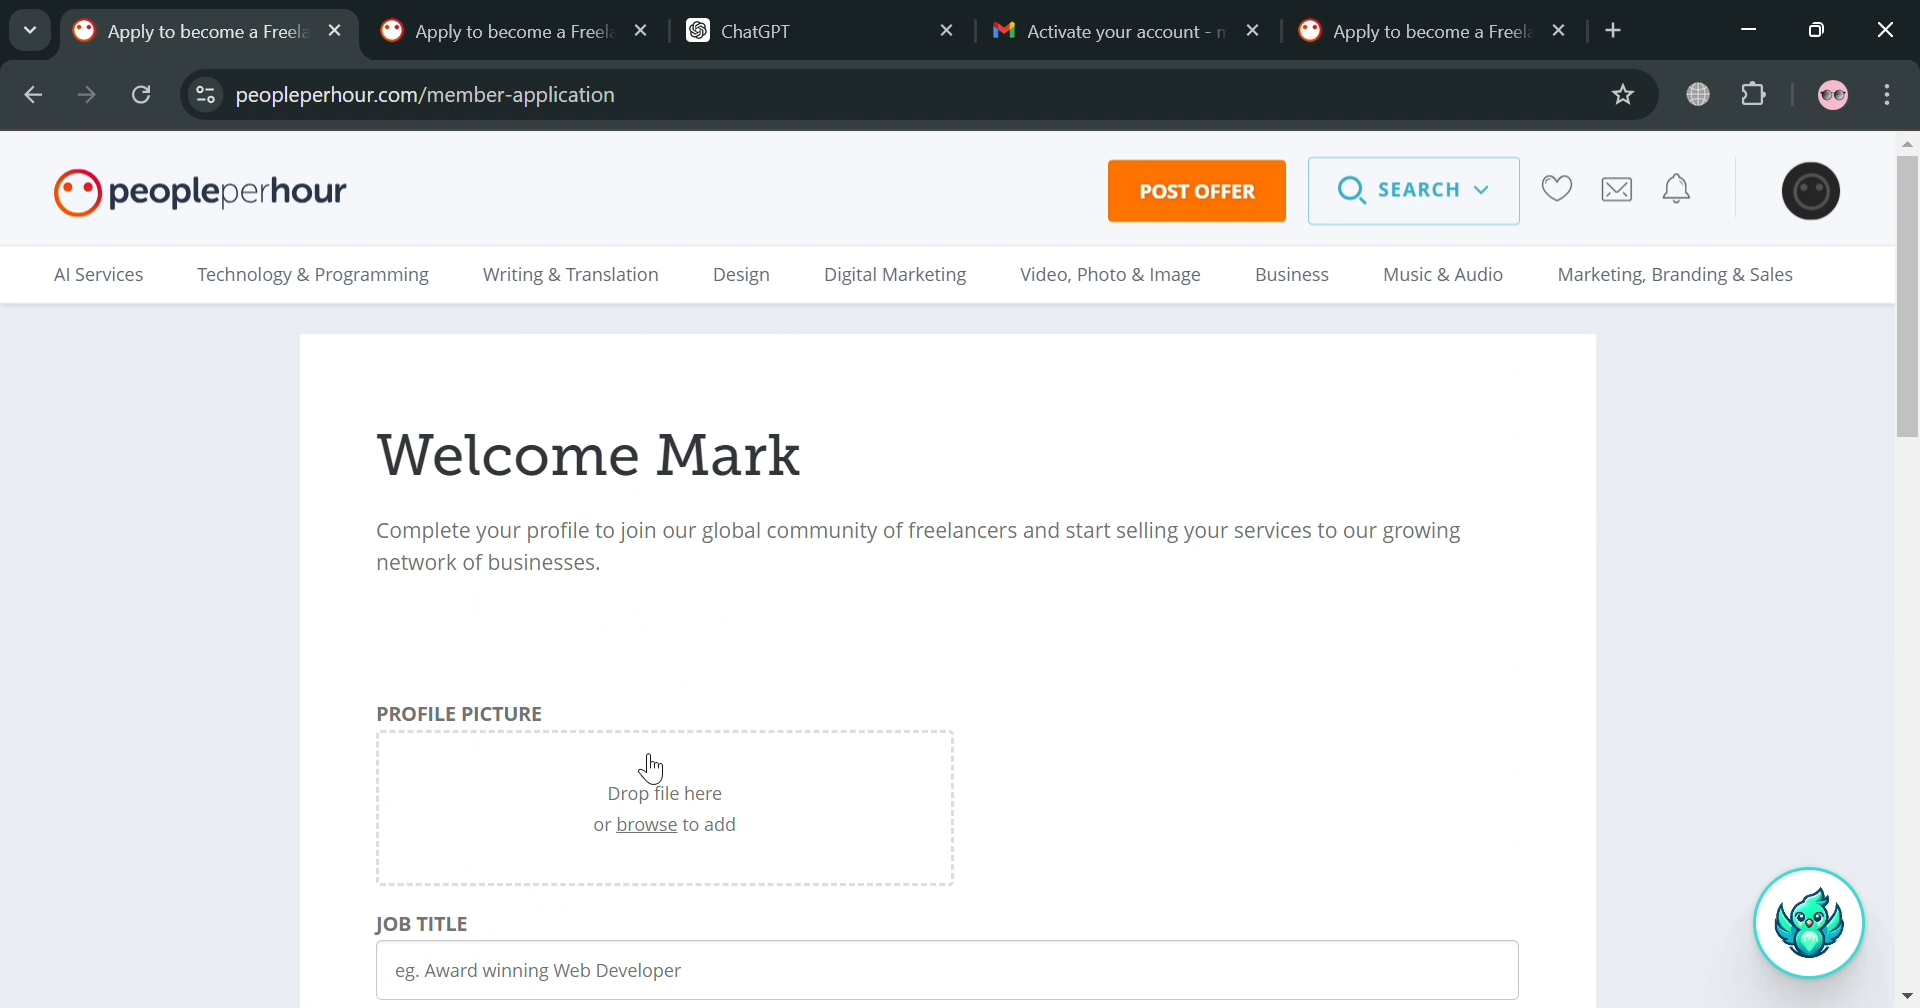 Apply to become a Freela
Apply to become a Freela
ChatGPT
Activate your account - m
Apply to become a Freela
peopleperhour.com/member-application
peopleperhour
POST OFFER
SEARCH
AI Services
Technology & Programming
Writing & Translation
Design
Digital Marketing
Video, Photo & Image
Business
Music & Audio
Marketing, Branding & Sales
Welcome Mark
Complete your profile to join our global community of freelancers and start selling your services to our growing
network of businesses.
PROFILE PICTURE
Drop file here
or browse to add
JOB TITLE
eg. Award winning Web Developer